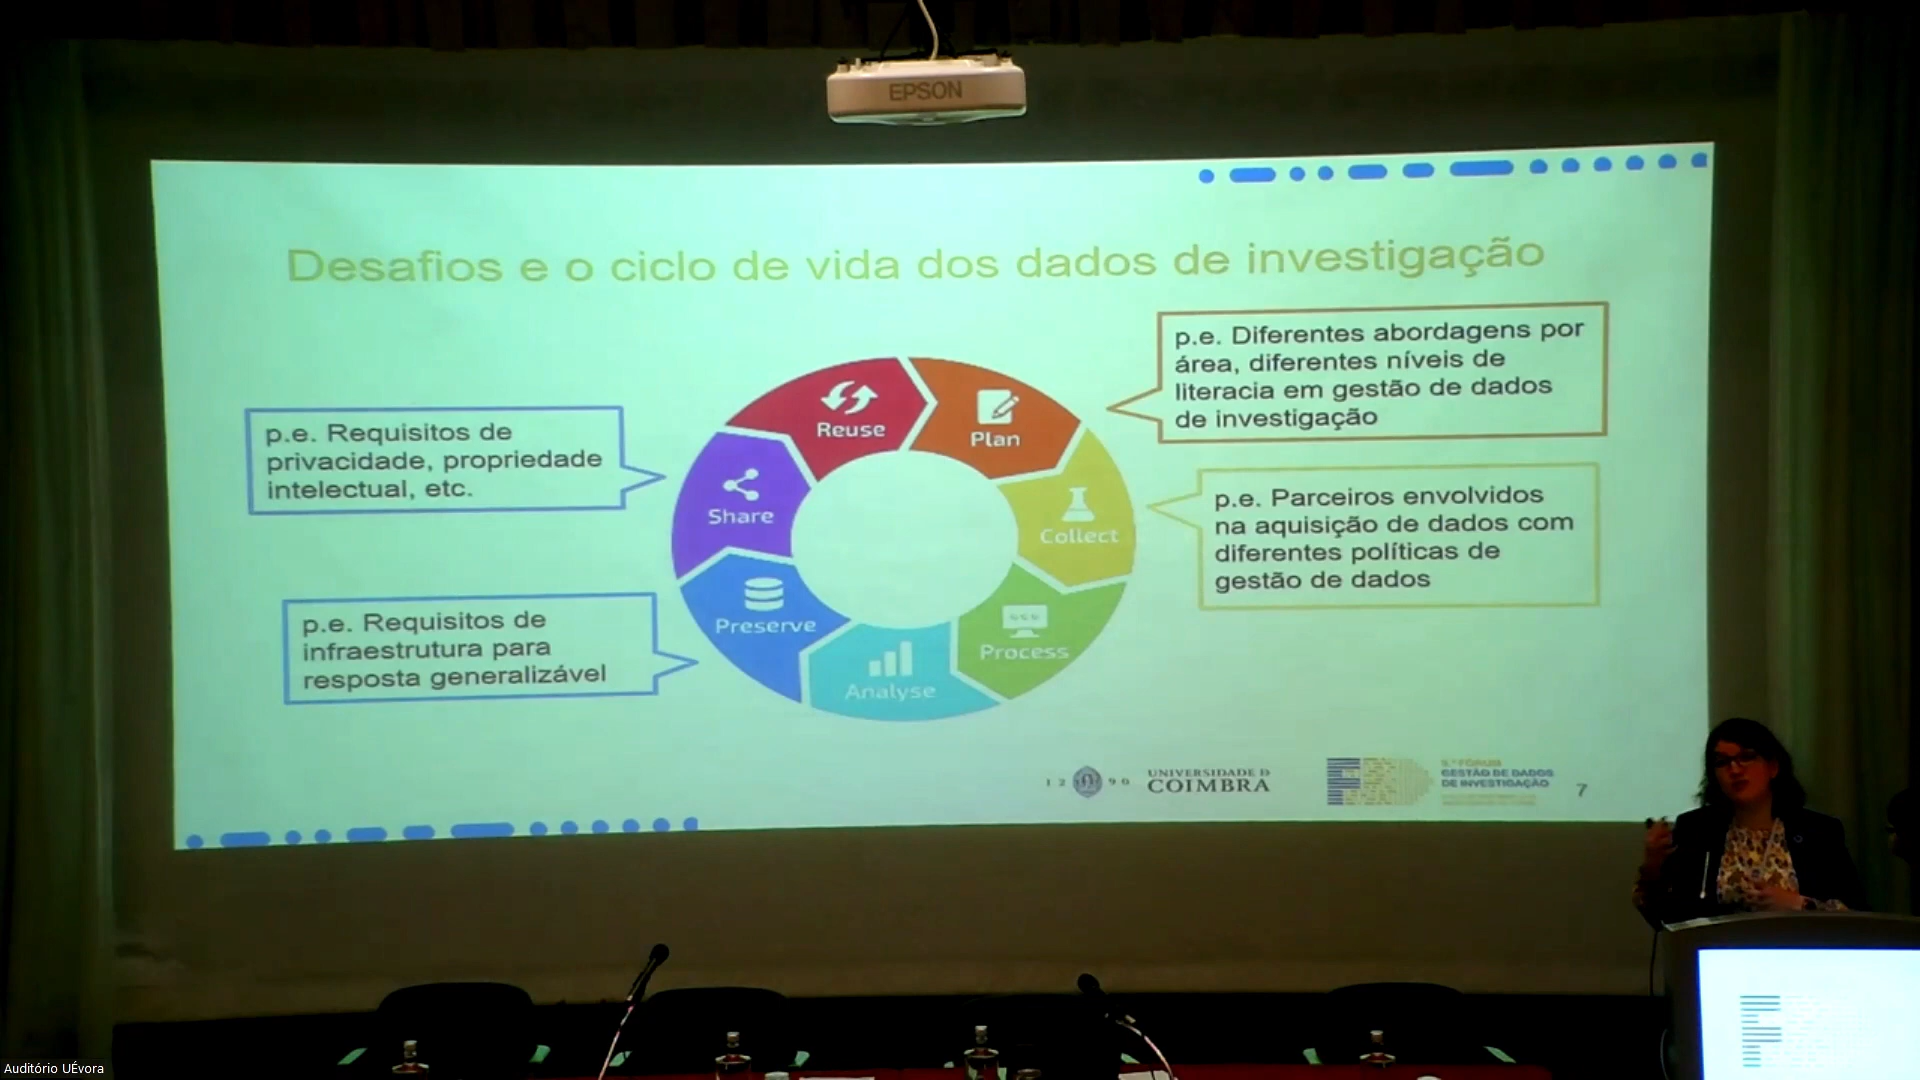 EPSON
Desafios e o ciclo de vida dos dados de investigação
p.e. Diferentes abordagens por
área, diferentes níveis de
literacia em gestão de dados
de investigação
p.e. Requisitos de
privacidade, propriedade
intelectual, etc.
Reuse
Plan
Share
Collect
p.e. Parceiros envolvidos
na aquisição de dados com
diferentes políticas de
gestão de dados
p.e. Requisitos de
infraestrutura para
resposta generalizável
Preserve
Process
Analyse
1290
UNIVERSIDADE D
COIMBRA
FÓRUM
GESTÃO DE DADOS
DE INVESTIGAÇÃO
7
Auditório UÉvora